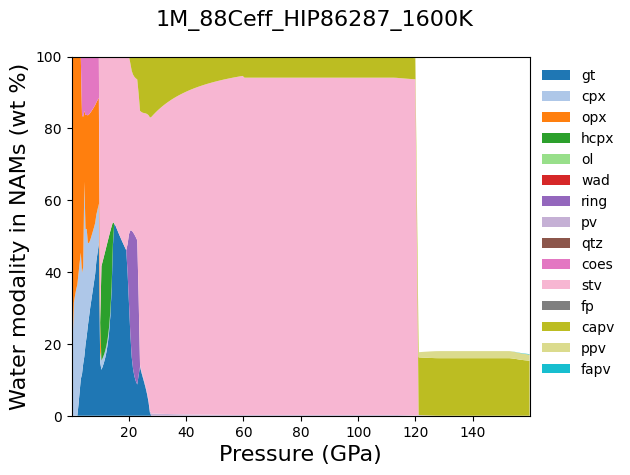 1M_88Ceff_HIP86287_1600K
Water modality in NAMs (wt %)
100
80
60
40
20
0
20
40
60
80
100
120
140
Pressure (GPa)
gt
cpx
opx
hcpx
ol
wad
ring
pv
qtz
coes
stv
fp
capv
ppv
fapv